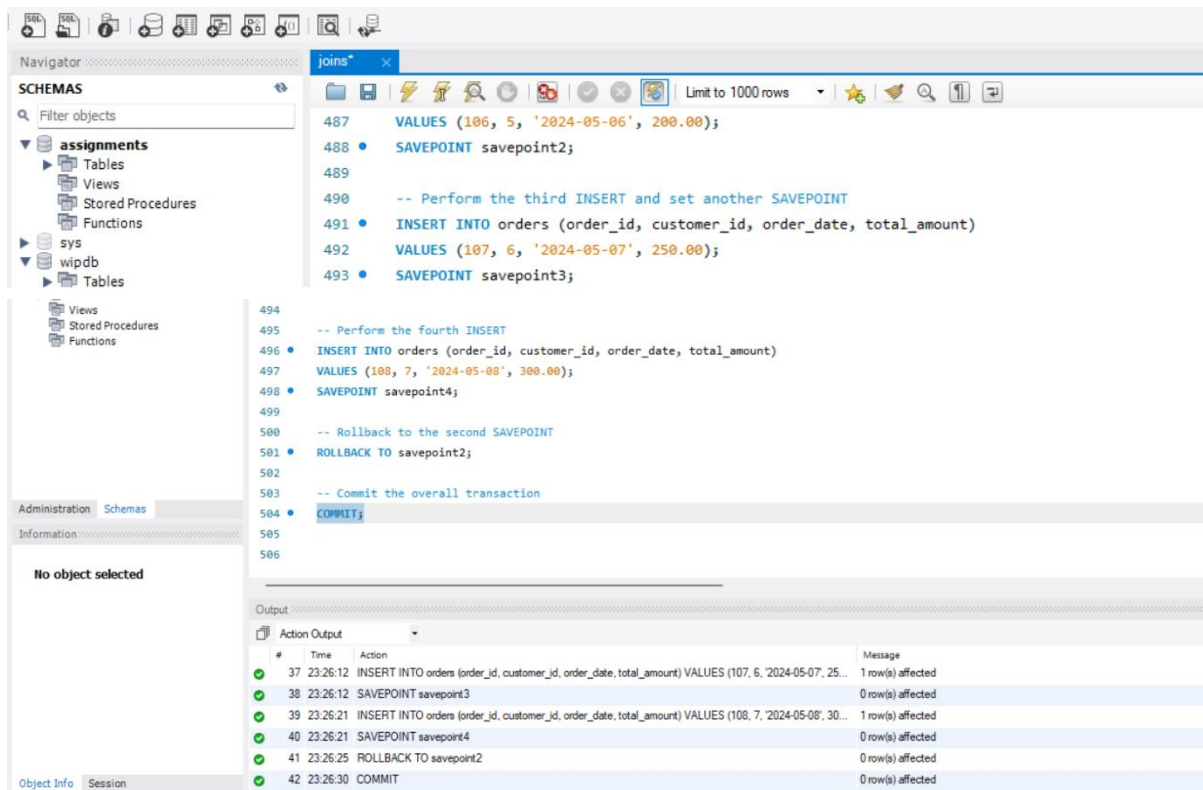 Navigator
SCHEMAS
Filter objects
assignments
Tables
Views
Stored Procedures
Functions
sys
wipdb
Tables
Views
Stored Procedures
Functions
Administration Schemas
Information
No object selected
Object Info Session
joins*
Limit to 1000 rows
487 VALUES (106, 5, '2024-05-06', 200.00);
488 SAVEPOINT savepoint2;
489
490 -- Perform the third INSERT and set another SAVEPOINT
491 INSERT INTO orders (order_id, customer_id, order_date, total_amount)
492 VALUES (107, 6, '2024-05-07', 250.00);
493 SAVEPOINT savepoint3;
494
495 -- Perform the fourth INSERT
496 INSERT INTO orders (order_id, customer_id, order_date, total_amount)
497 VALUES (108, 7, '2024-05-08', 300.00);
498 SAVEPOINT savepoint4;
499
500 -- Rollback to the second SAVEPOINT
501 ROLLBACK TO savepoint2;
502
503 -- Commit the overall transaction
504 COMMIT;
505
506
Output
Action Output
# Time Action Message
37 23:26:12 INSERT INTO orders (order_id, customer_id, order_date, total_amount) VALUES (107, 6, '2024-05-07', 25... 1 row(s) affected
38 23:26:12 SAVEPOINT savepoint3 0 row(s) affected
39 23:26:21 INSERT INTO orders (order_id, customer_id, order_date, total_amount) VALUES (108, 7, '2024-05-08', 30... 1 row(s) affected
40 23:26:21 SAVEPOINT savepoint4 0 row(s) affected
41 23:26:25 ROLLBACK TO savepoint2 0 row(s) affected
42 23:26:30 COMMIT 0 row(s) affected